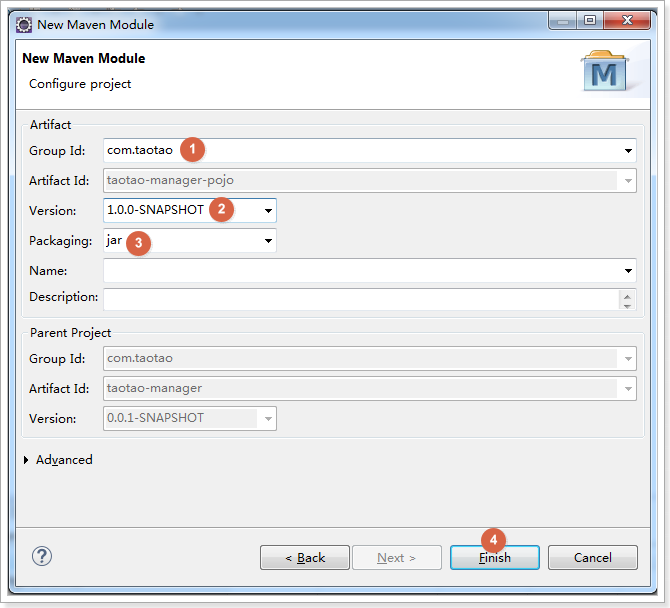 New Maven Module
New Maven Module
Configure project
M
Artifact
Group Id: com.taotao 1
Artifact Id: taotao-manager-pojo
Version: 1.0.0-SNAPSHOT 2
Packaging: jar 3
Name:
Description:
Parent Project
Group Id: com.taotao
Artifact Id: taotao-manager
Version: 0.0.1-SNAPSHOT
Advanced
4
? < Back Next > Finish Cancel